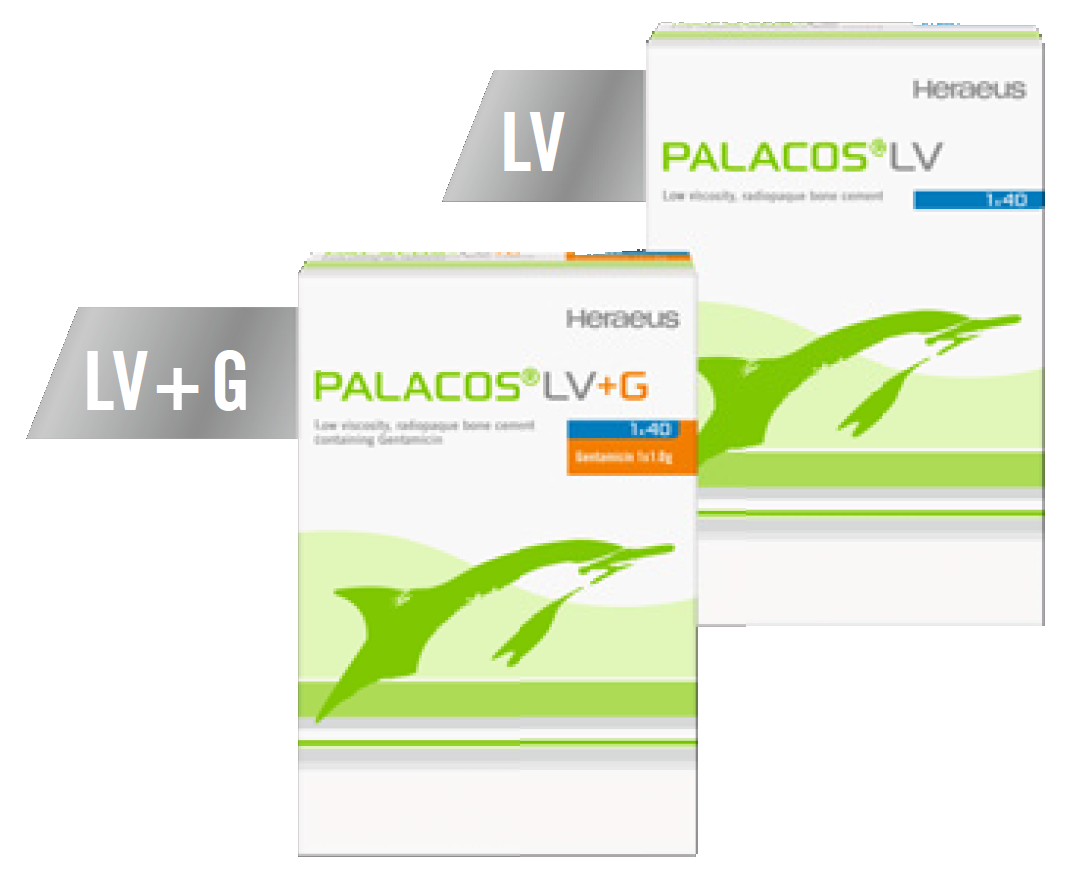 LV
Heraeus
PALACOS®LV
Low viscosity, radiopaque bone cement
1x40
LV+G
Heraeus
PALACOS®LV+G
Low viscosity, radiopaque bone cement
containing Gentamicin
1x40
Gentamicin 1x1.0g